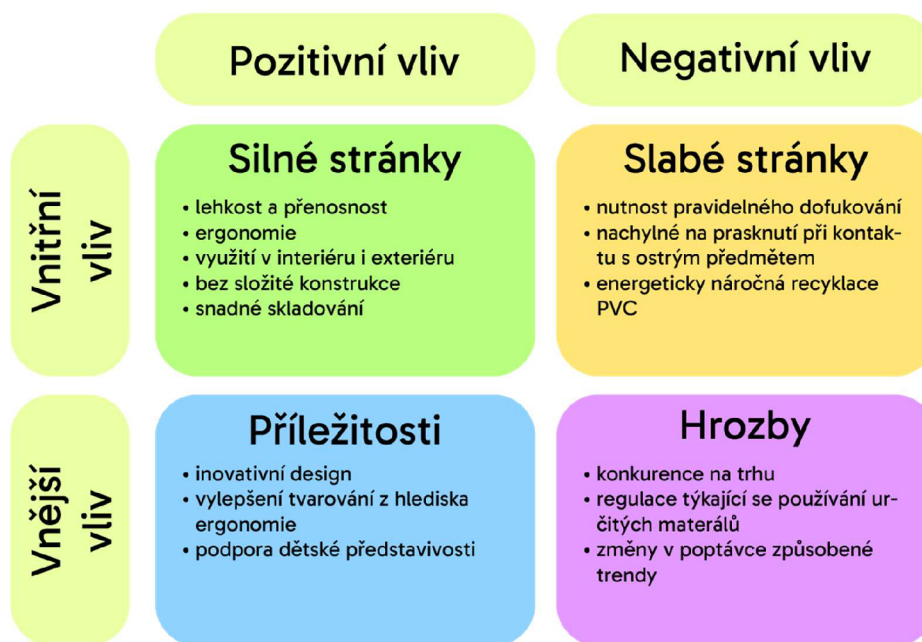 Pozitivní vliv
Negativní vliv
Vnitřní
vliv
Silné stránky
• lehkost a přenosnost
• ergonomie
• využití v interiéru i exteriéru
• bez složité konstrukce
• snadné skladování
Slabé stránky
• nutnost pravidelného dofukování
• nachylné na prasknutí při kontak-
tu s ostrým předmětem
• energeticky náročná recyklace
PVC
Vnější
vliv
Příležitosti
• inovativní design
• vylepšení tvarování z hlediska
ergonomie
• podpora dětské představivosti
Hrozby
• konkurence na trhu
• regulace týkající se používání ur-
čitých materálů
• změny v poptávce způsobené
trendy